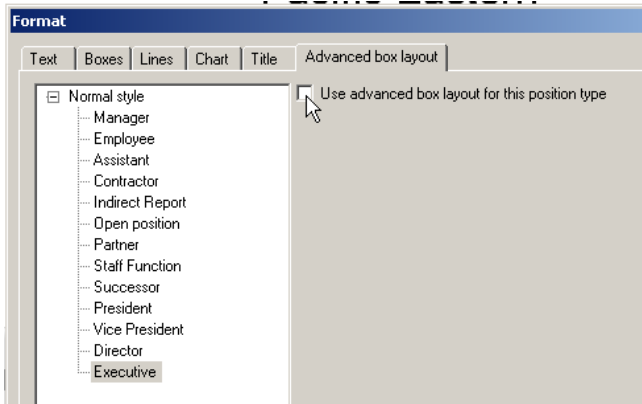 Format
Text Boxes Lines Chart Title Advanced box layout
Normal style
Use advanced box layout for this position type
Manager
Employee
Assistant
Contractor
Indirect Report
Open position
Partner
Staff Function
Successor
President
Vice President
Director
Executive